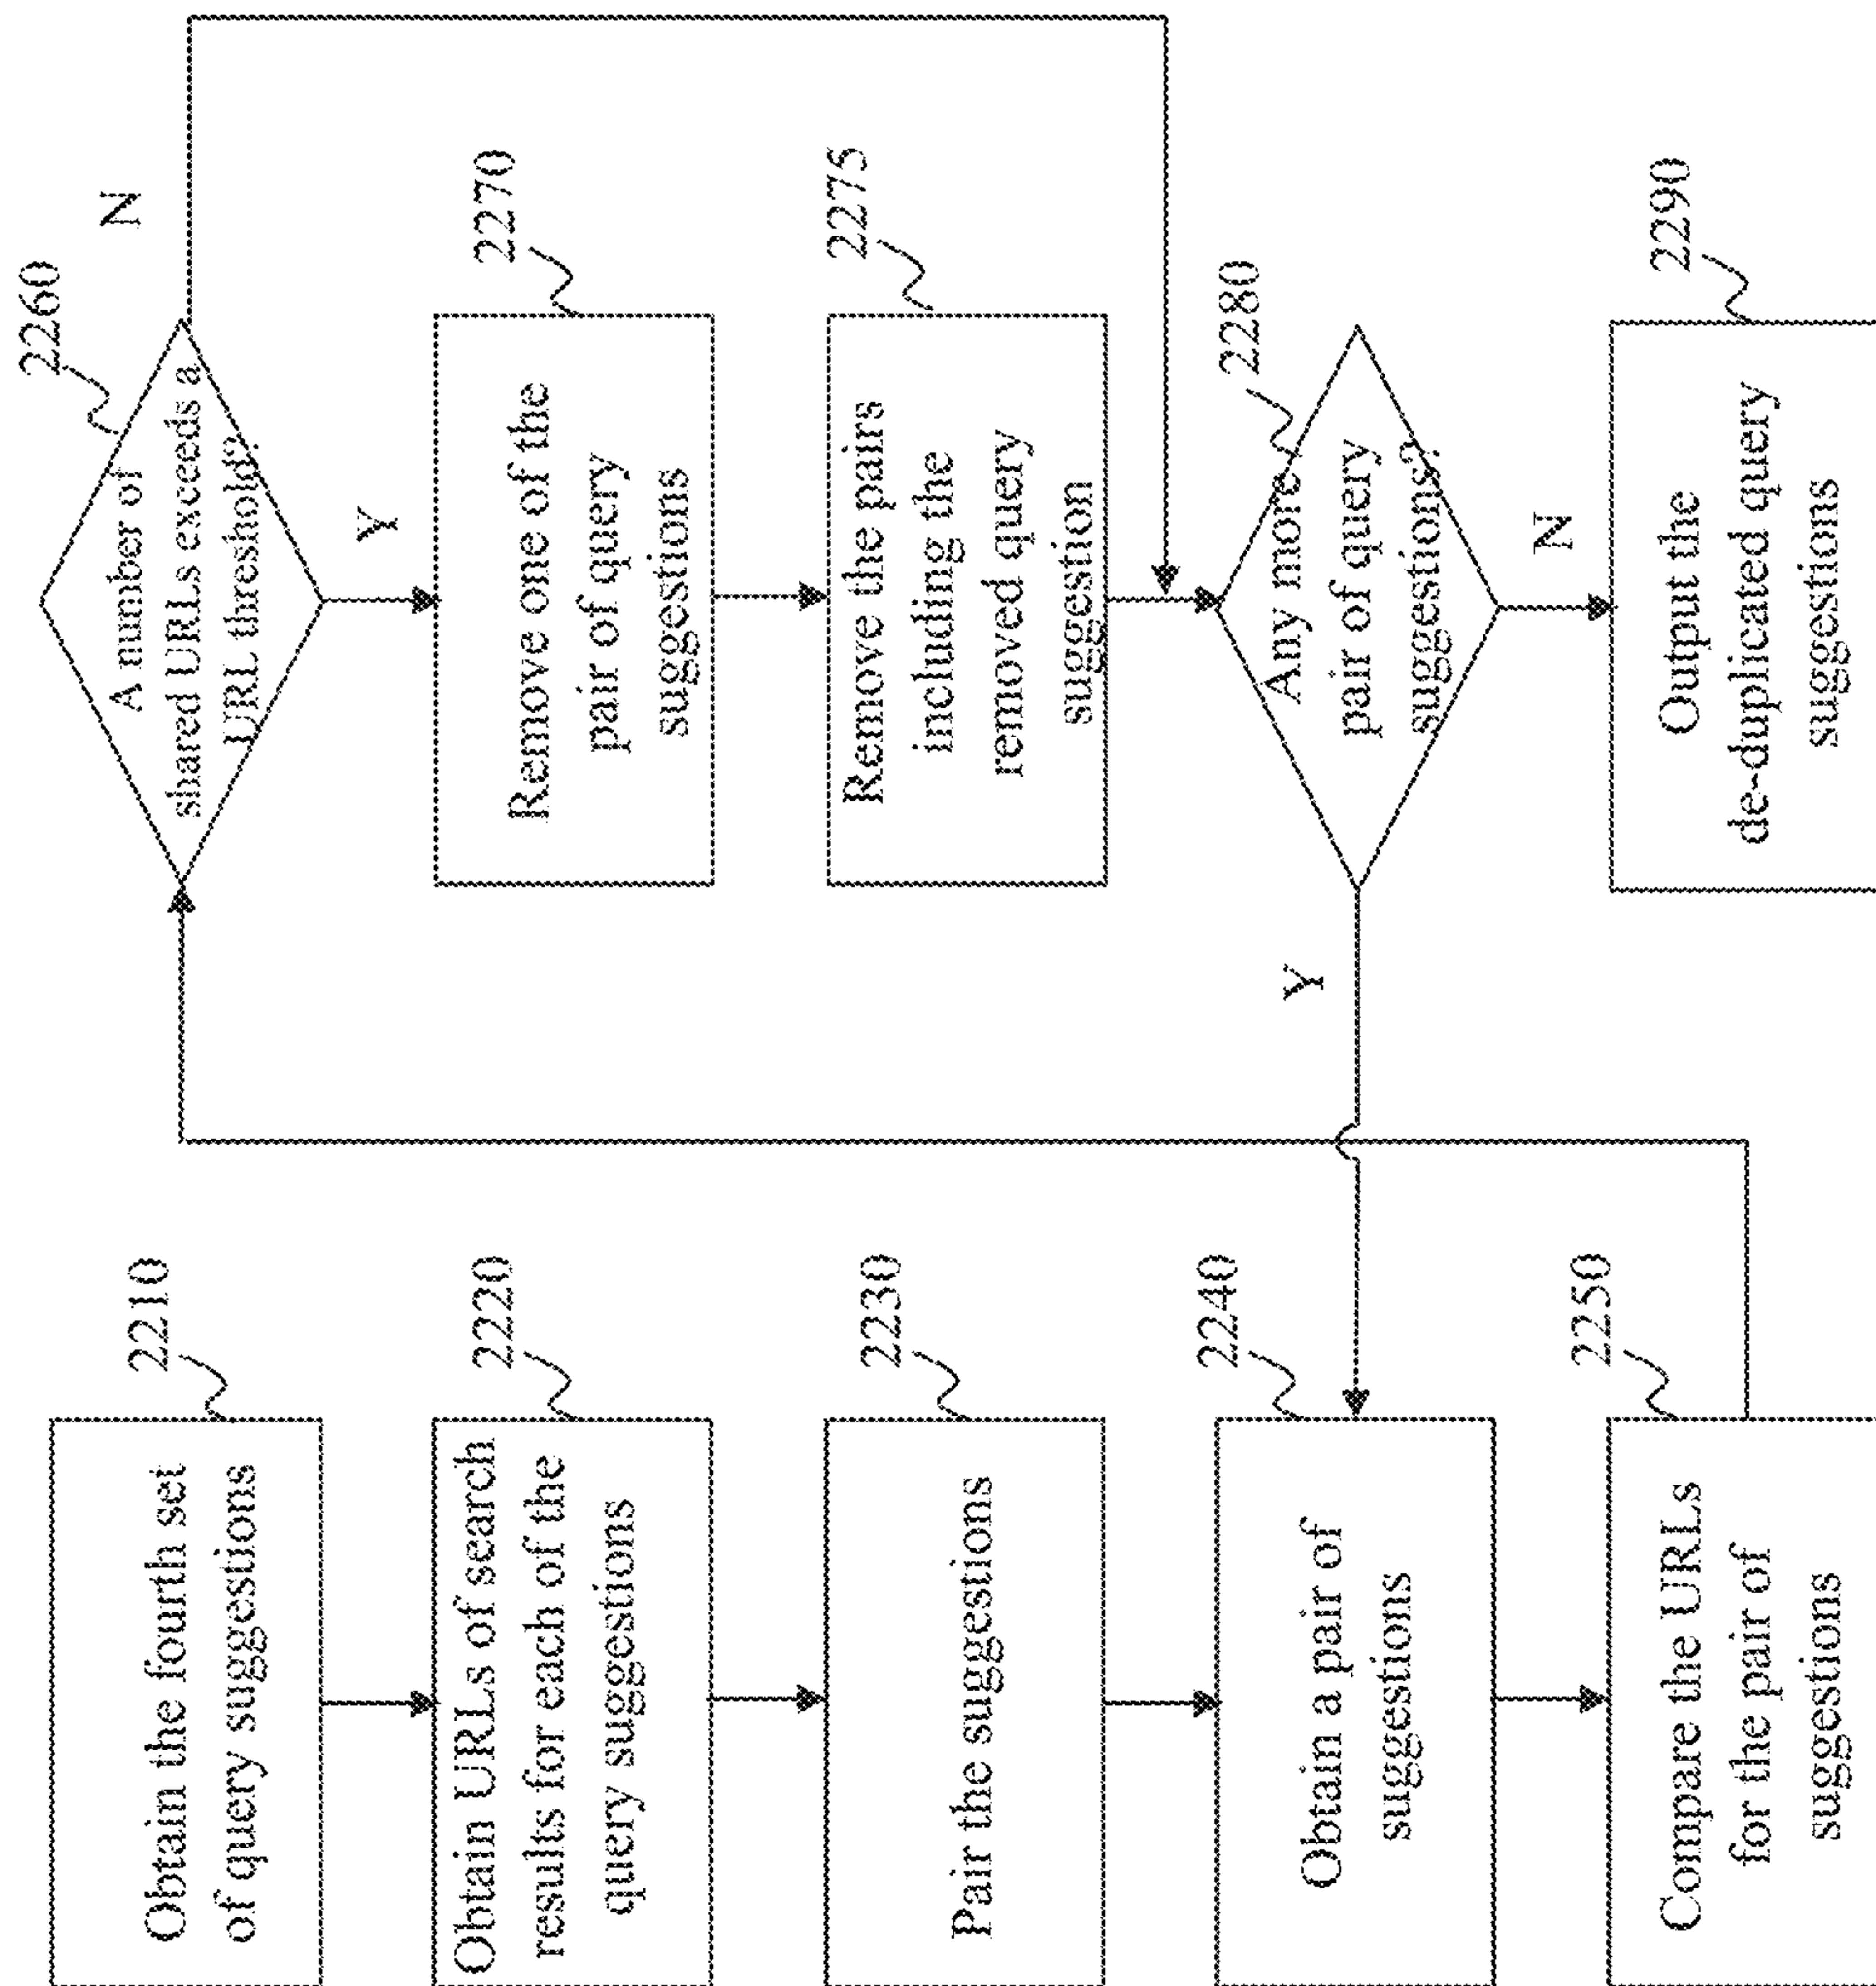 2210
Obtain the fourth set
of query suggestions
2220
Obtain URLs of search
results for each of the
query suggestion
2230
Pair the suggestions
2240
Obtain a pair of
suggestions
2250
Compare the URLs
for the pair of
suggestions
2260
A number of
shared URLs exceeds a
URL threshold?
N
Y
2270
Remove one of the
pair of query
suggestions
2275
Remove the pairs
including the
removed query
suggestion
2280
Any more
pair of query
suggestions?
Y
N
2290
Output the
de-duplicated query
suggestions